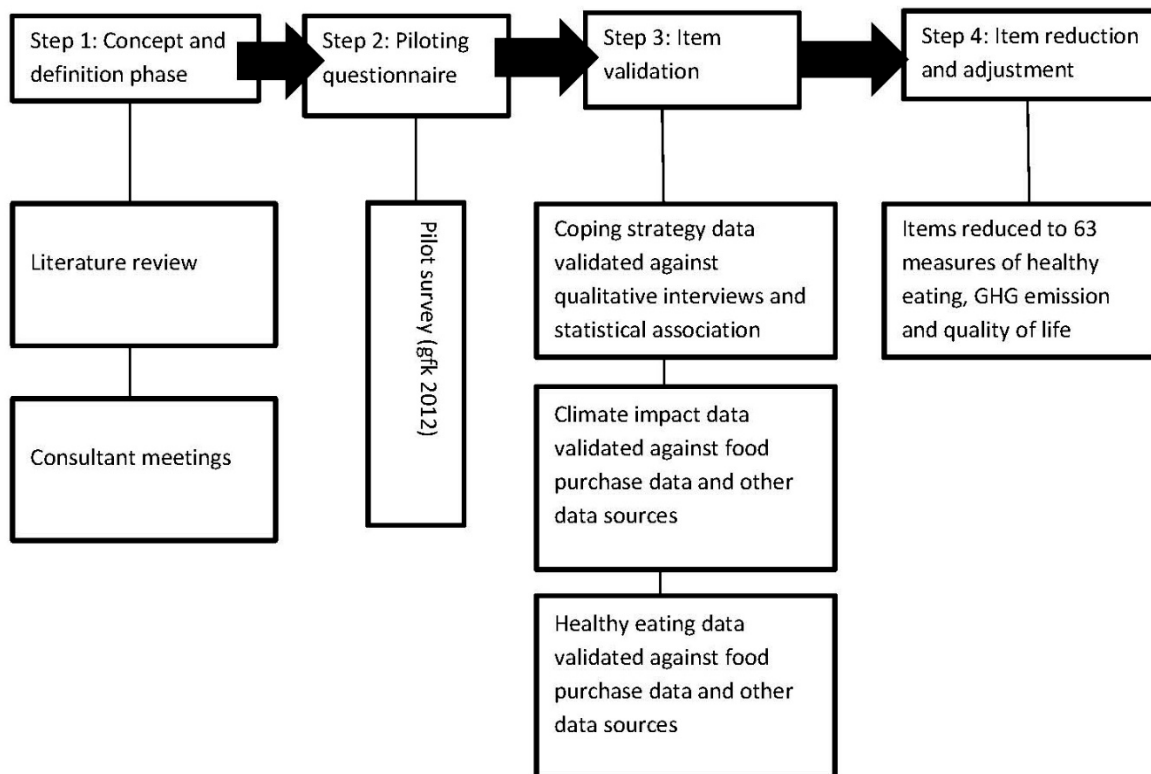 Step 1: Concept and
definition phase
Step 2: Piloting
questionnaire
Step 3: Item
validation
Step 4: Item reduction
and adjustment
Literature review
Consultant meetings
Pilot survey (gfk 2012)
Coping strategy data
validated against
qualitative interviews and
statistical association
Climate impact data
validated against food
purchase data and other
data sources
Healthy eating data
validated against food
purchase data and other
data sources
Items reduced to 63
measures of healthy
eating, GHG emission
and quality of life